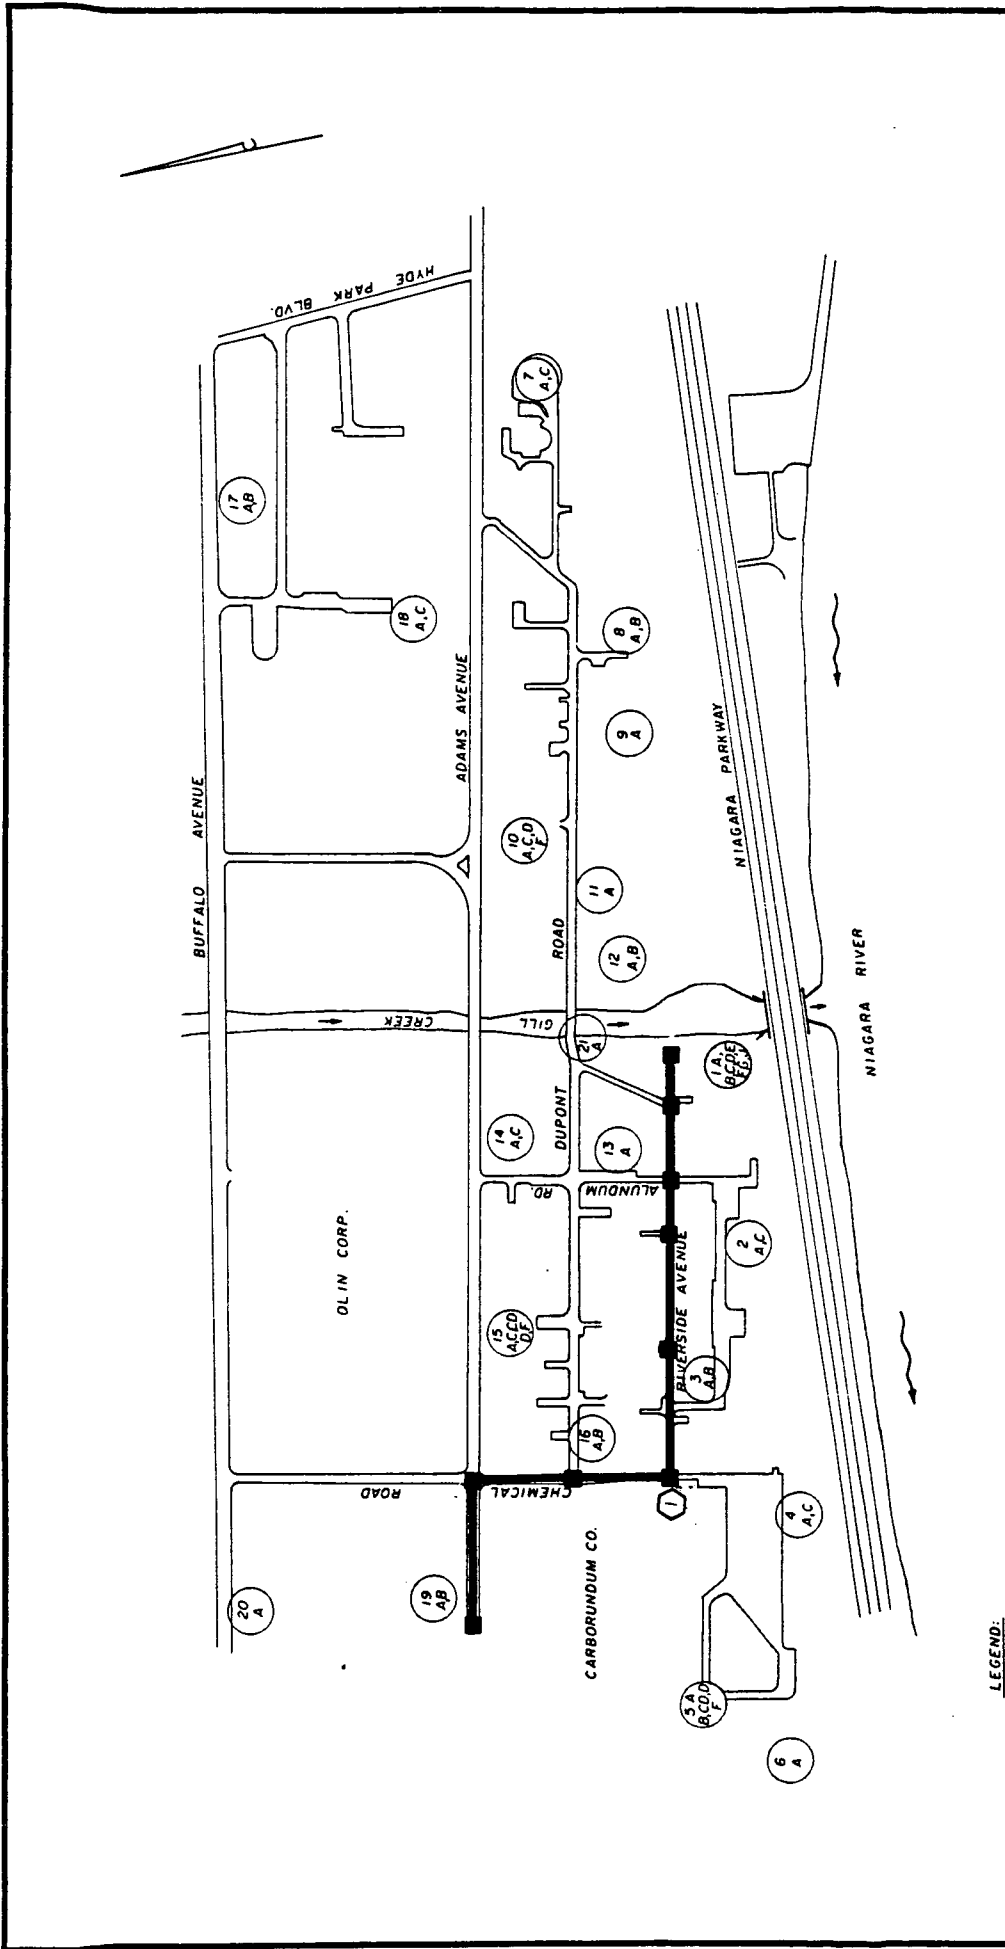 HYDE PARK BLVD.
BUFFALO AVENUE
ADAMS AVENUE
NIAGARA PARKWAY
NIAGARA RIVER
DUPONT ROAD
GILL CREEK
ALUNDUM RD.
RIVERSIDE AVENUE
CHEMICAL ROAD
OLIN CORP.
CARBORUNDUM CO.
17
A,B
18
A,C
7
A,C
8
A,B
9
A
10
A,C,D
F
11
A
12
A,B
21
A
1 A,
14
A,C
13
A
2
A,C
15
A,C,C,D
D,F
3
A,B
16
A,B
1
4
A,C
19
A,B
20
A
5 A
B,C,D,D
F
6
A
LEGEND: